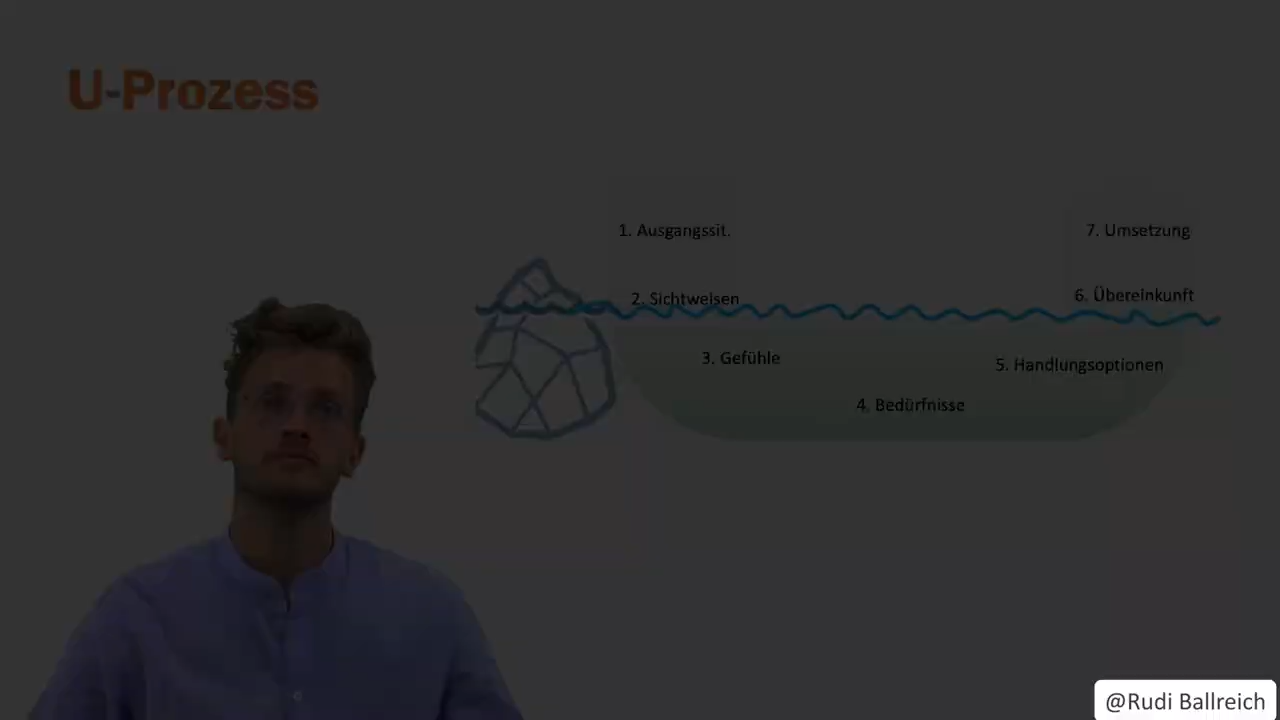 U-Prozess
1. Ausgangssit.
7. Umsetzung
2. Sichtweisen
6. Übereinkunft
3. Gefühle
5. Handlungsoptionen
4. Bedürfnisse
@Rudi Ballreich